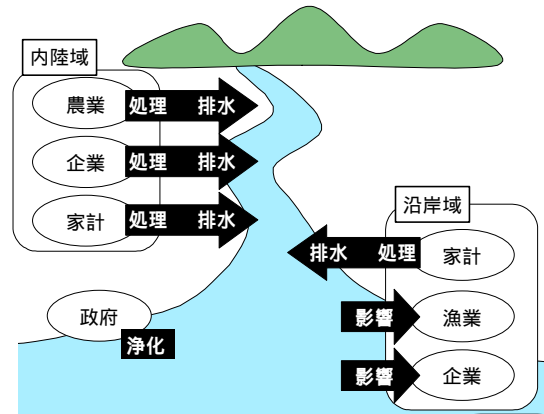 内陸域
農業 処理 排水
企業 処理 排水
家計 処理 排水
沿岸域
排水 処理 家計
影響 漁業
影響 企業
政府
浄化